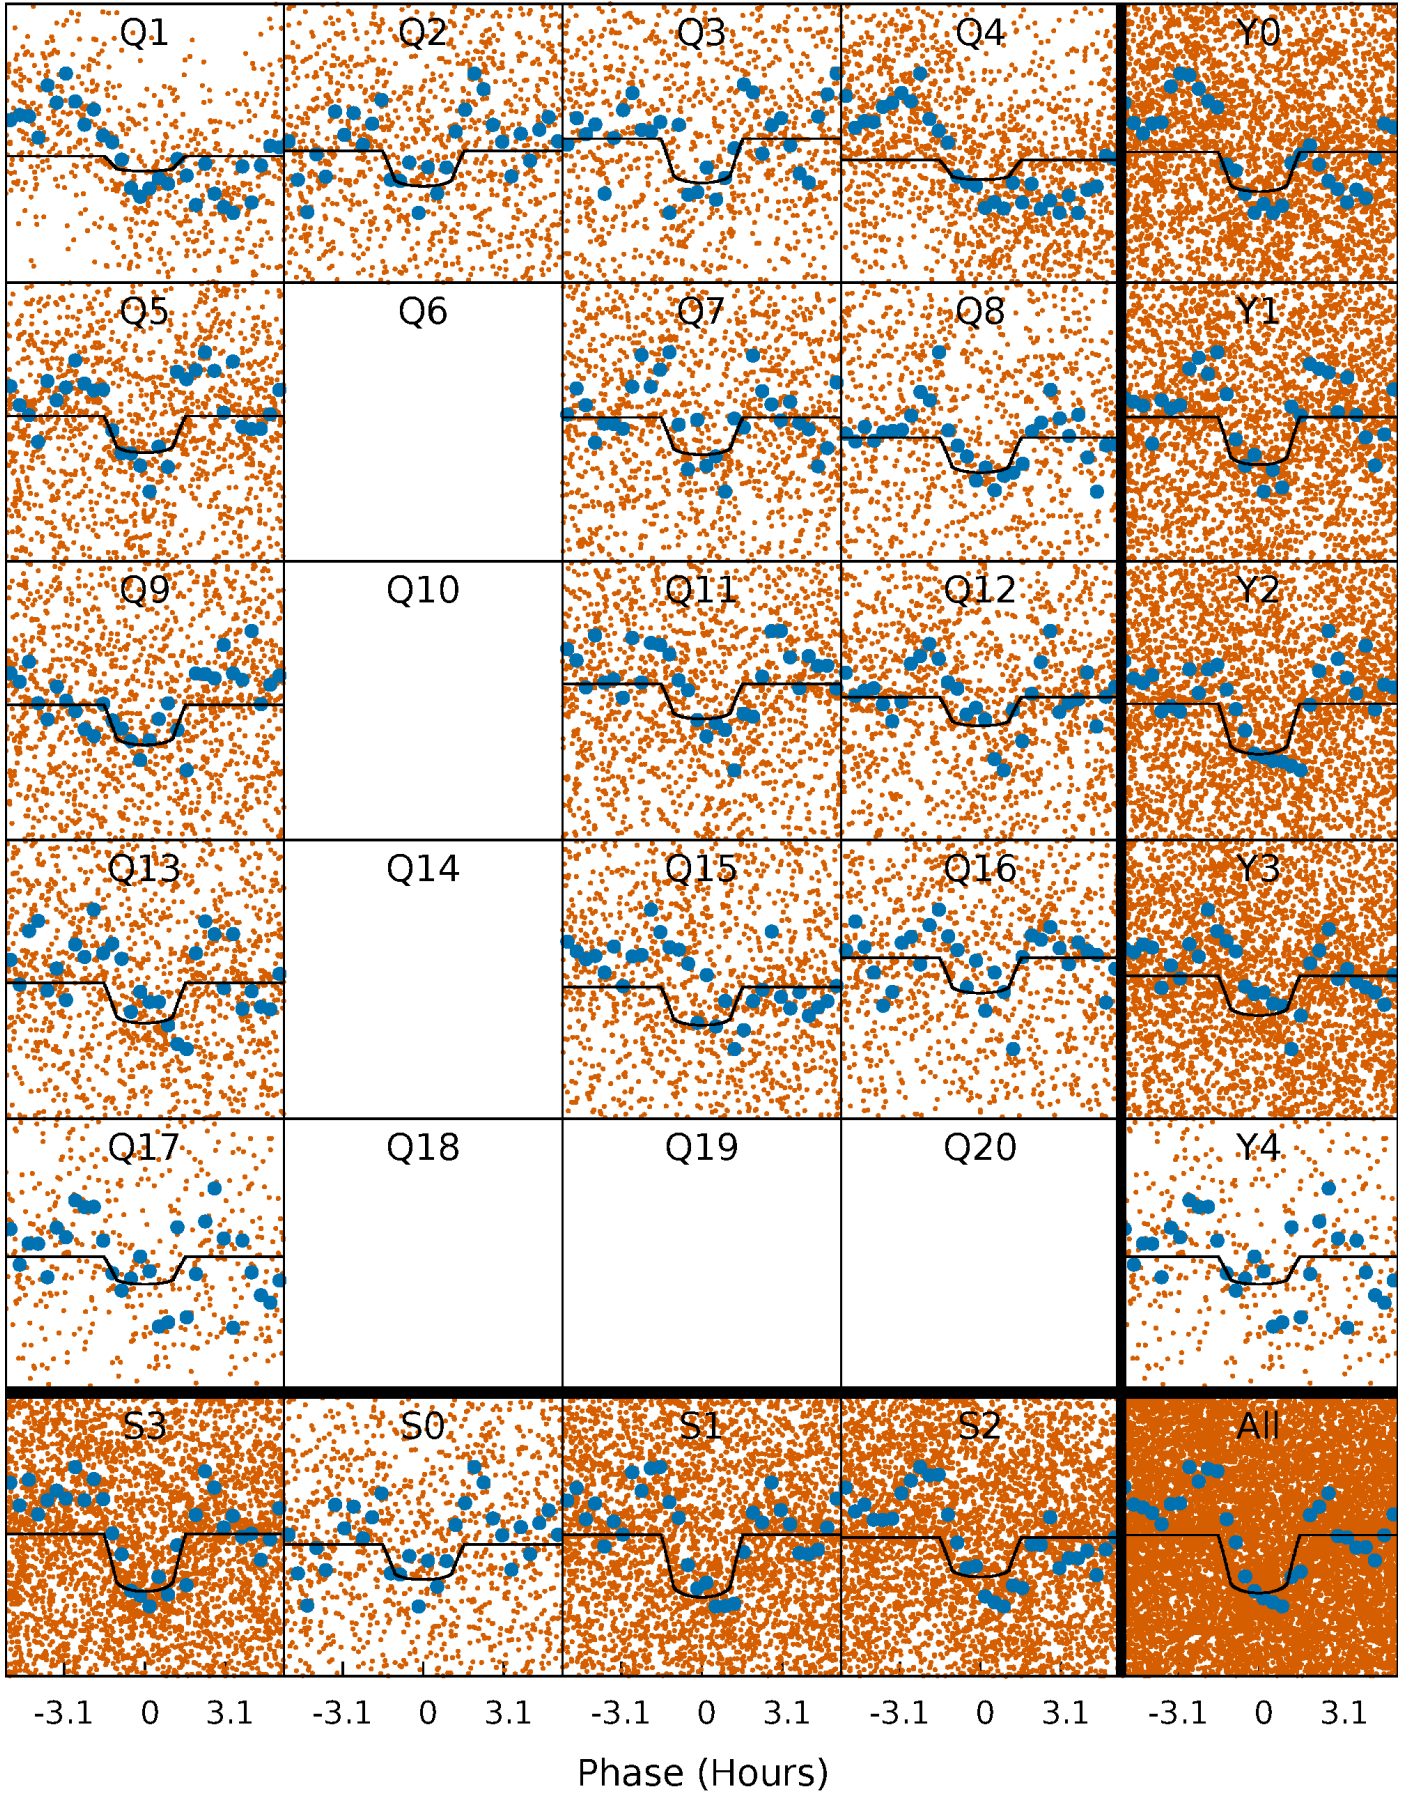 Q1 Q2 Q3 Q4 Y0
Q5 Q6 Q7 Q8 Y1
Q9 Q10 Q11 Q12 Y2
Q13 Q14 Q15 Q16 Y3
Q17 Q18 Q19 Q20 Y4
S3 S0 S1 S2 All
-3.1 0 3.1 -3.1 0 3.1 -3.1 0 3.1 -3.1 0 3.1 -3.1 0 3.1
Phase (Hours)